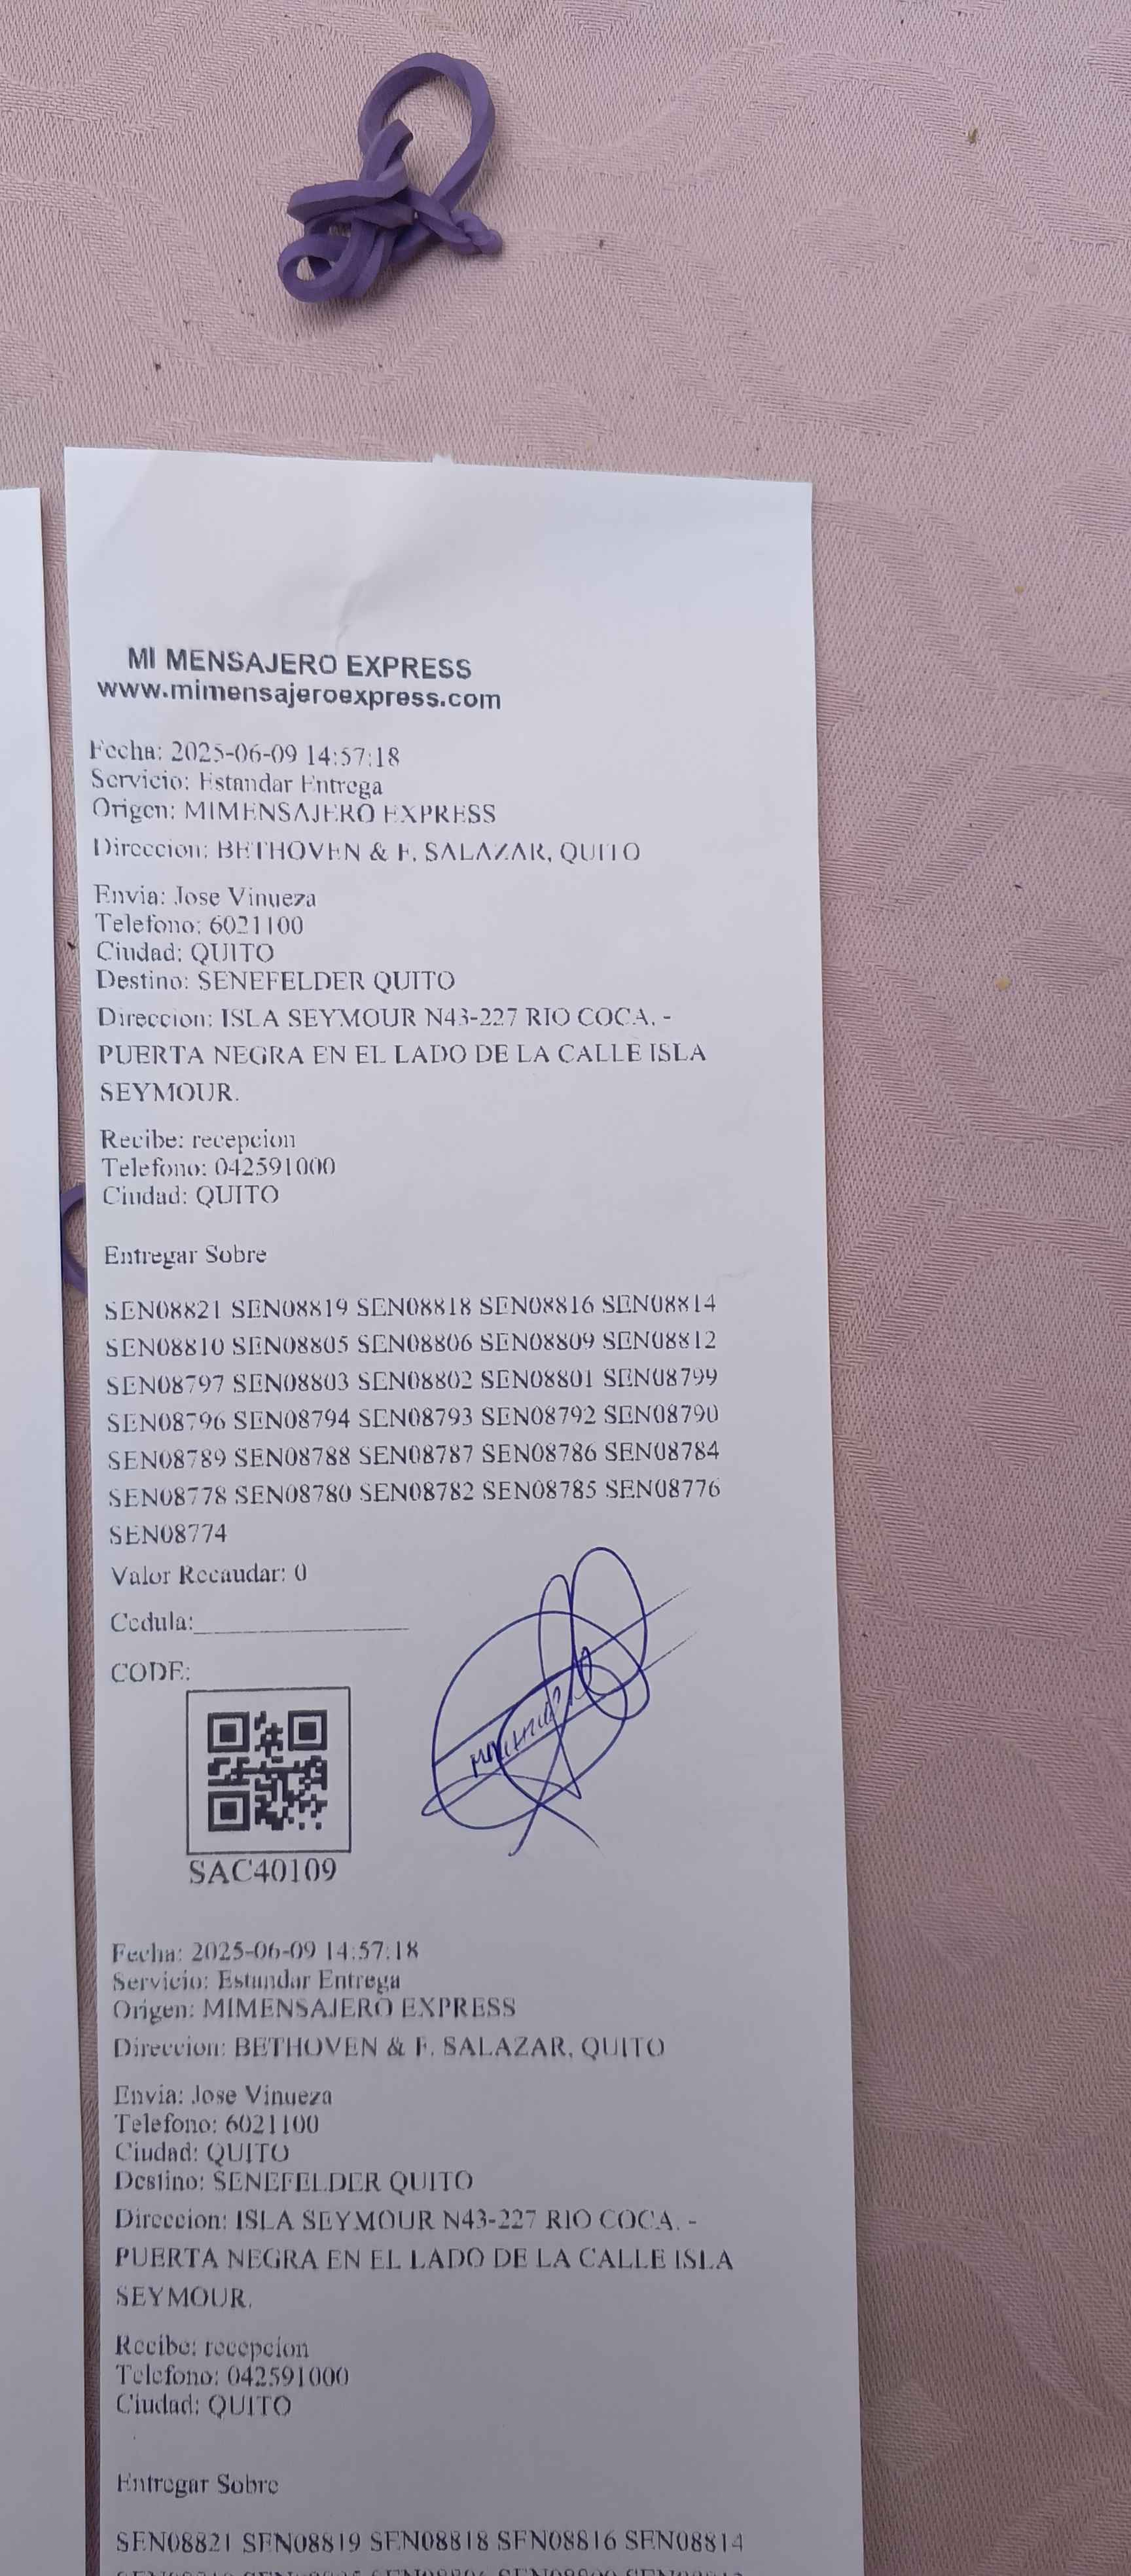 MI MENSAJERO EXPRESS
www.mimensajeroexpress.com
Fecha: 2025-06-09 14:57:18
Servicio: Estandar Entrega
Origen: MIMENSAJERO EXPRESS
Direccion: BETHOVEN & F. SALAZAR, QUITO
Envia: Jose Vinueza
Telefono: 6021100
Ciudad: QUITO
Destino: SENEFELDER QUITO
Direccion: ISLA SEYMOUR N43-227 RIO COCA. -
PUERTA NEGRA EN EL LADO DE LA CALLE ISLA
SEYMOUR.
Recibe: recepcion
Telefono: 042591000
Ciudad: QUITO
Entregar Sobre
SEN08821 SEN08819 SEN08818 SEN08816 SEN08814
SEN08810 SEN08805 SEN08806 SEN08809 SEN08812
SEN08797 SEN08803 SEN08802 SEN08801 SEN08799
SEN08796 SEN08794 SEN08793 SEN08792 SEN08790
SEN08789 SEN08788 SEN08787 SEN08786 SEN08784
SEN08778 SEN08780 SEN08782 SEN08785 SEN08776
SEN08774
Valor Recaudar: 0
Cedula:
CODE:
SAC40109
Fecha: 2025-06-09 14:57:18
Servicio: Estandar Entrega
Origen: MIMENSAJERO EXPRESS
Direccion: BETHOVEN & F. SALAZAR, QUITO
Envia: Jose Vinueza
Telefono: 6021100
Ciudad: QUITO
Destino: SENEFELDER QUITO
Direccion: ISLA SEYMOUR N43-227 RIO COCA. -
PUERTA NEGRA EN EL LADO DE LA CALLE ISLA
SEYMOUR.
Recibe: recepcion
Telefono: 042591000
Ciudad: QUITO
Entregar Sobre
SEN08821 SEN08819 SEN08818 SEN08816 SEN08814